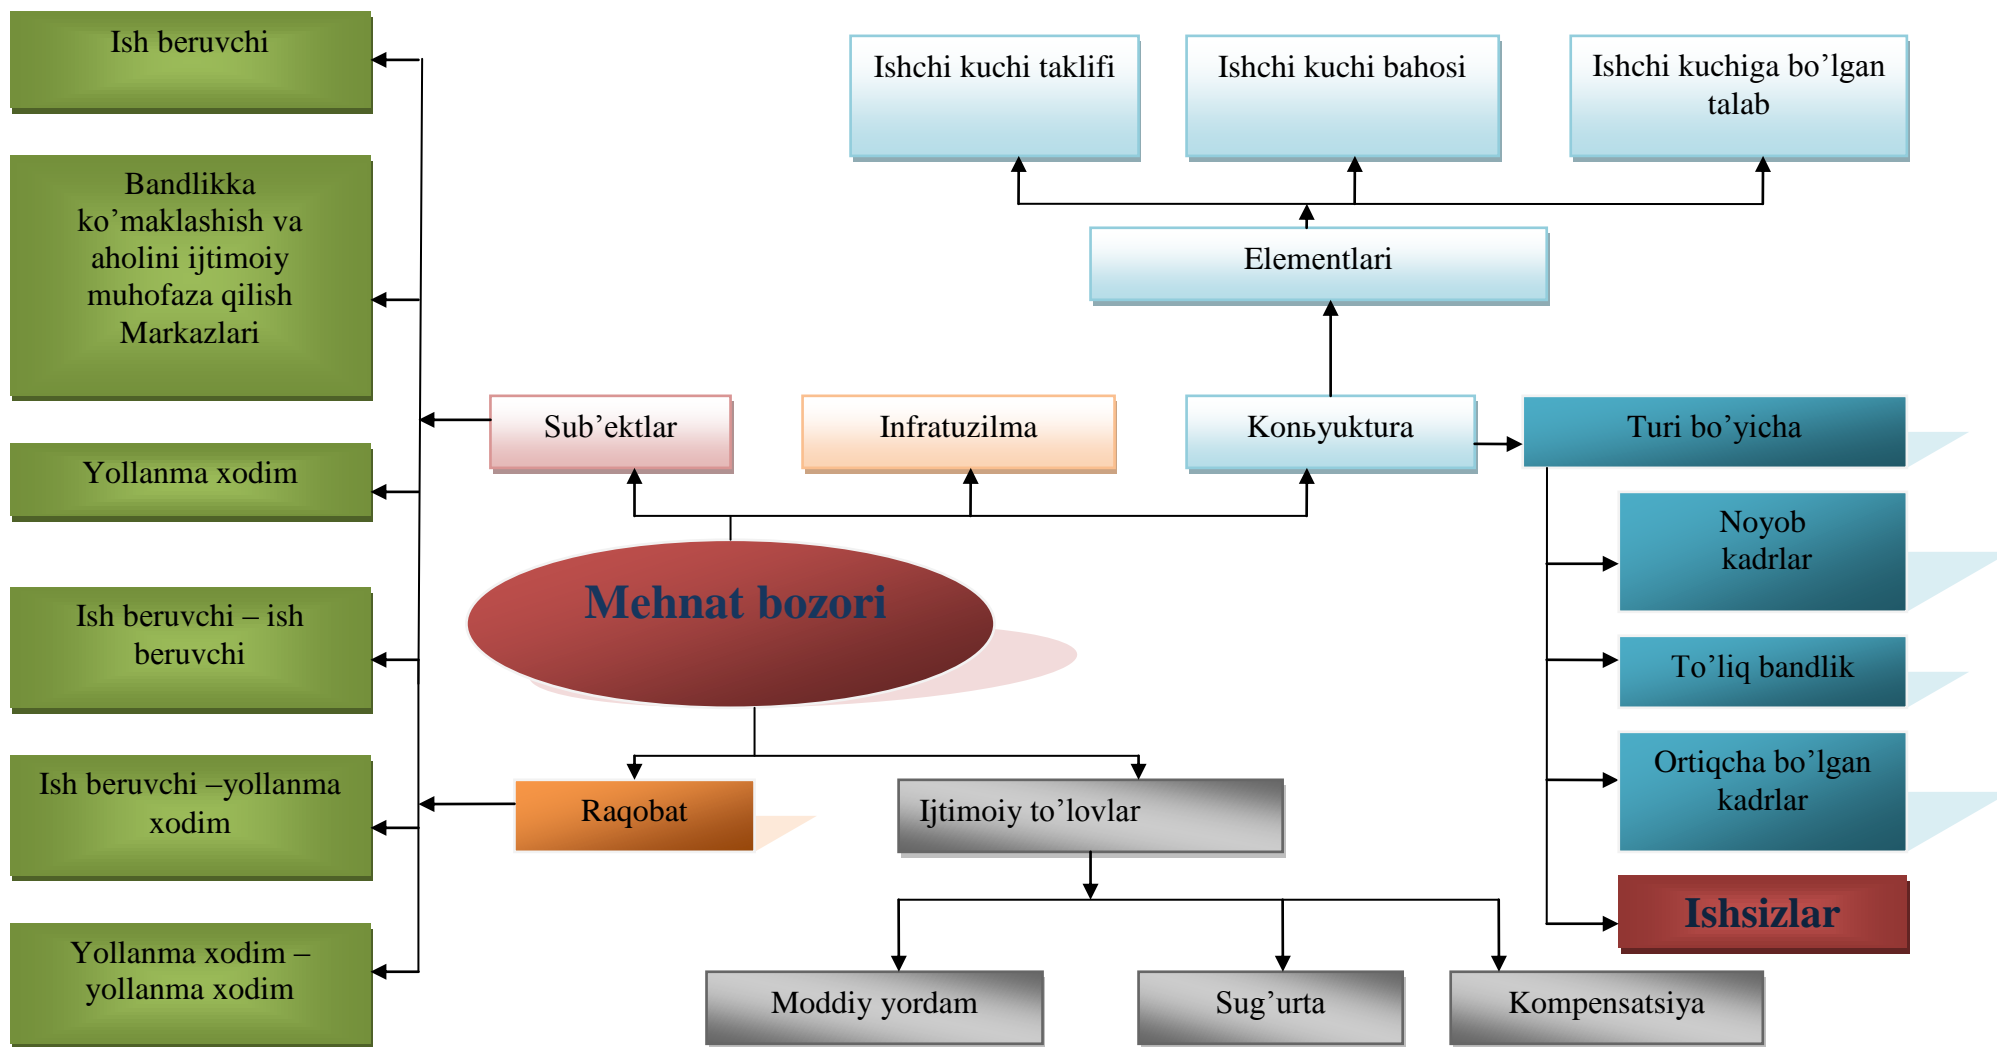 Ish beruvchi
Bandlikka
ko’maklashish va
aholini ijtimoiy
muhofaza qilish
Markazlari
Yollanma xodim
Ish beruvchi – ish
beruvchi
Ish beruvchi –yollanma
xodim
Yollanma xodim –
yollanma xodim
Ishchi kuchi taklifi
Ishchi kuchi bahosi
Ishchi kuchiga bo’lgan
talab
Elementlari
Sub’ektlar
Infratuzilma
Konьyuktura
Turi bo’yicha
Noyob
kadrlar
To’liq bandlik
Ortiqcha bo’lgan
kadrlar
Ishsizlar
Mehnat bozori
Raqobat
Ijtimoiy to’lovlar
Moddiy yordam
Sug’urta
Kompensatsiya